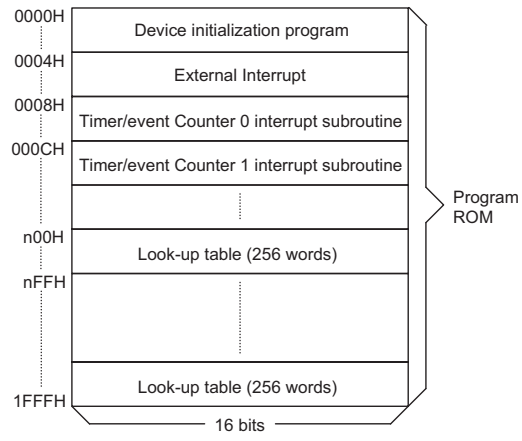 0000H
Device initialization program
0004H
External Interrupt
0008H
Timer/event Counter 0 interrupt subroutine
000CH
Timer/event Counter 1 interrupt subroutine
Program
ROM
n00H
Look-up table (256 words)
nFFH
Look-up table (256 words)
1FFFH
16 bits